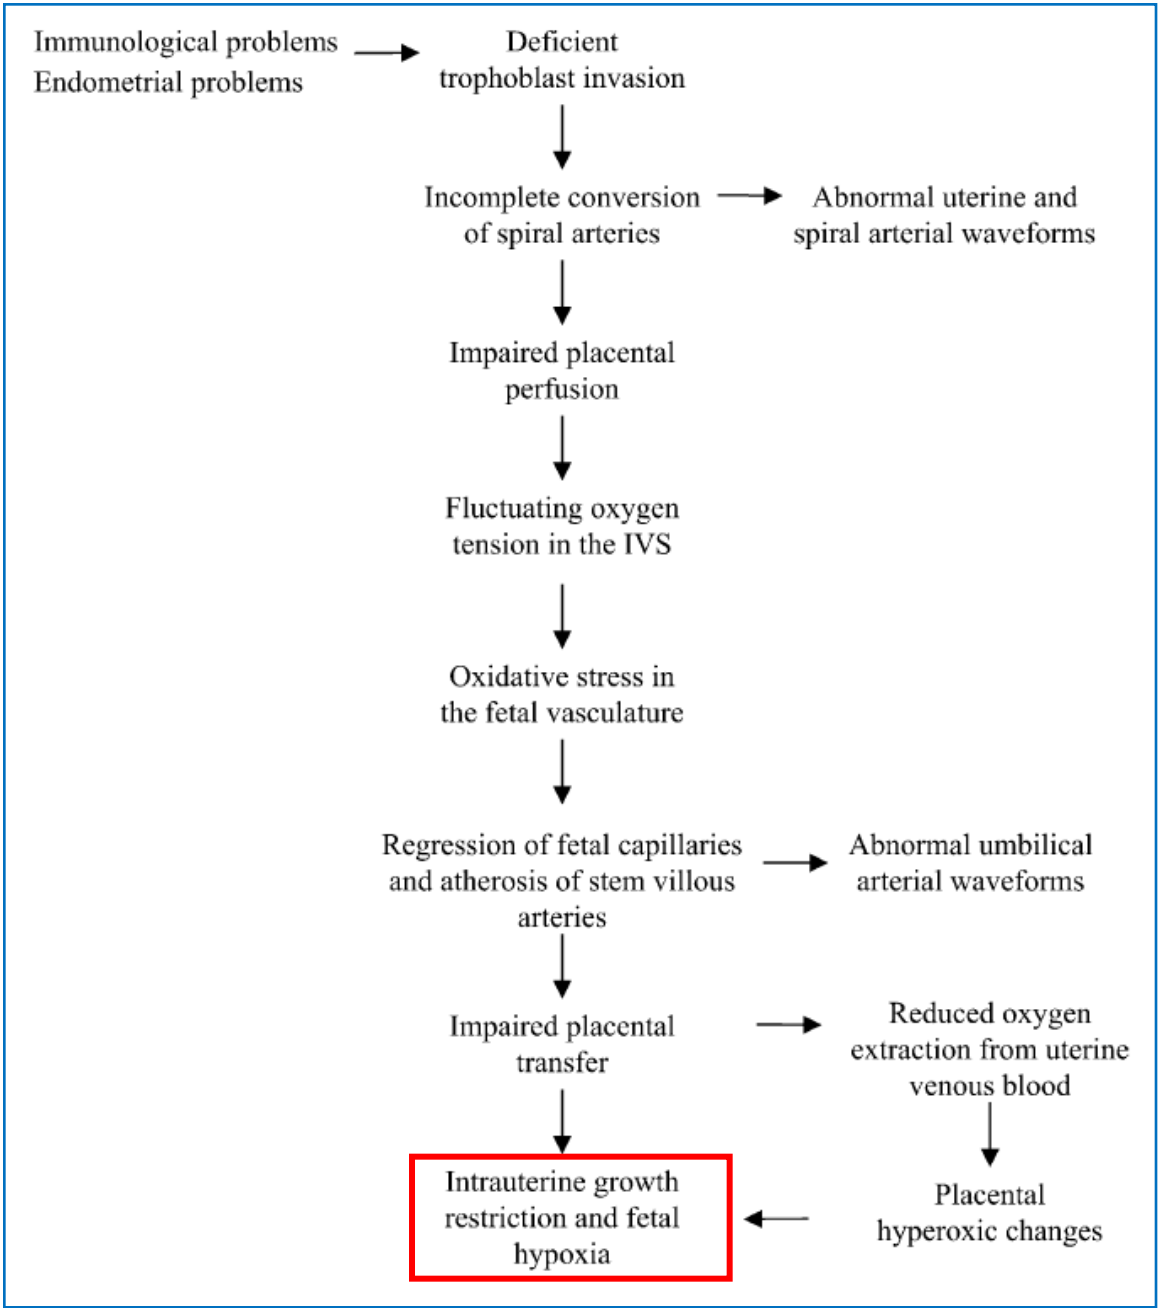 Immunological problems
Endometrial problems
Deficient
trophoblast invasion
Incomplete conversion
of spiral arteries
Abnormal uterine and
spiral arterial waveforms
Impaired placental
perfusion
Fluctuating oxygen
tension in the IVS
Oxidative stress in
the fetal vasculature
Regression of fetal capillaries
and atherosis of stem villous
arteries
Abnormal umbilical
arterial waveforms
Impaired placental
transfer
Reduced oxygen
extraction from uterine
venous blood
Intrauterine growth
restriction and fetal
hypoxia
Placental
hyperoxic changes